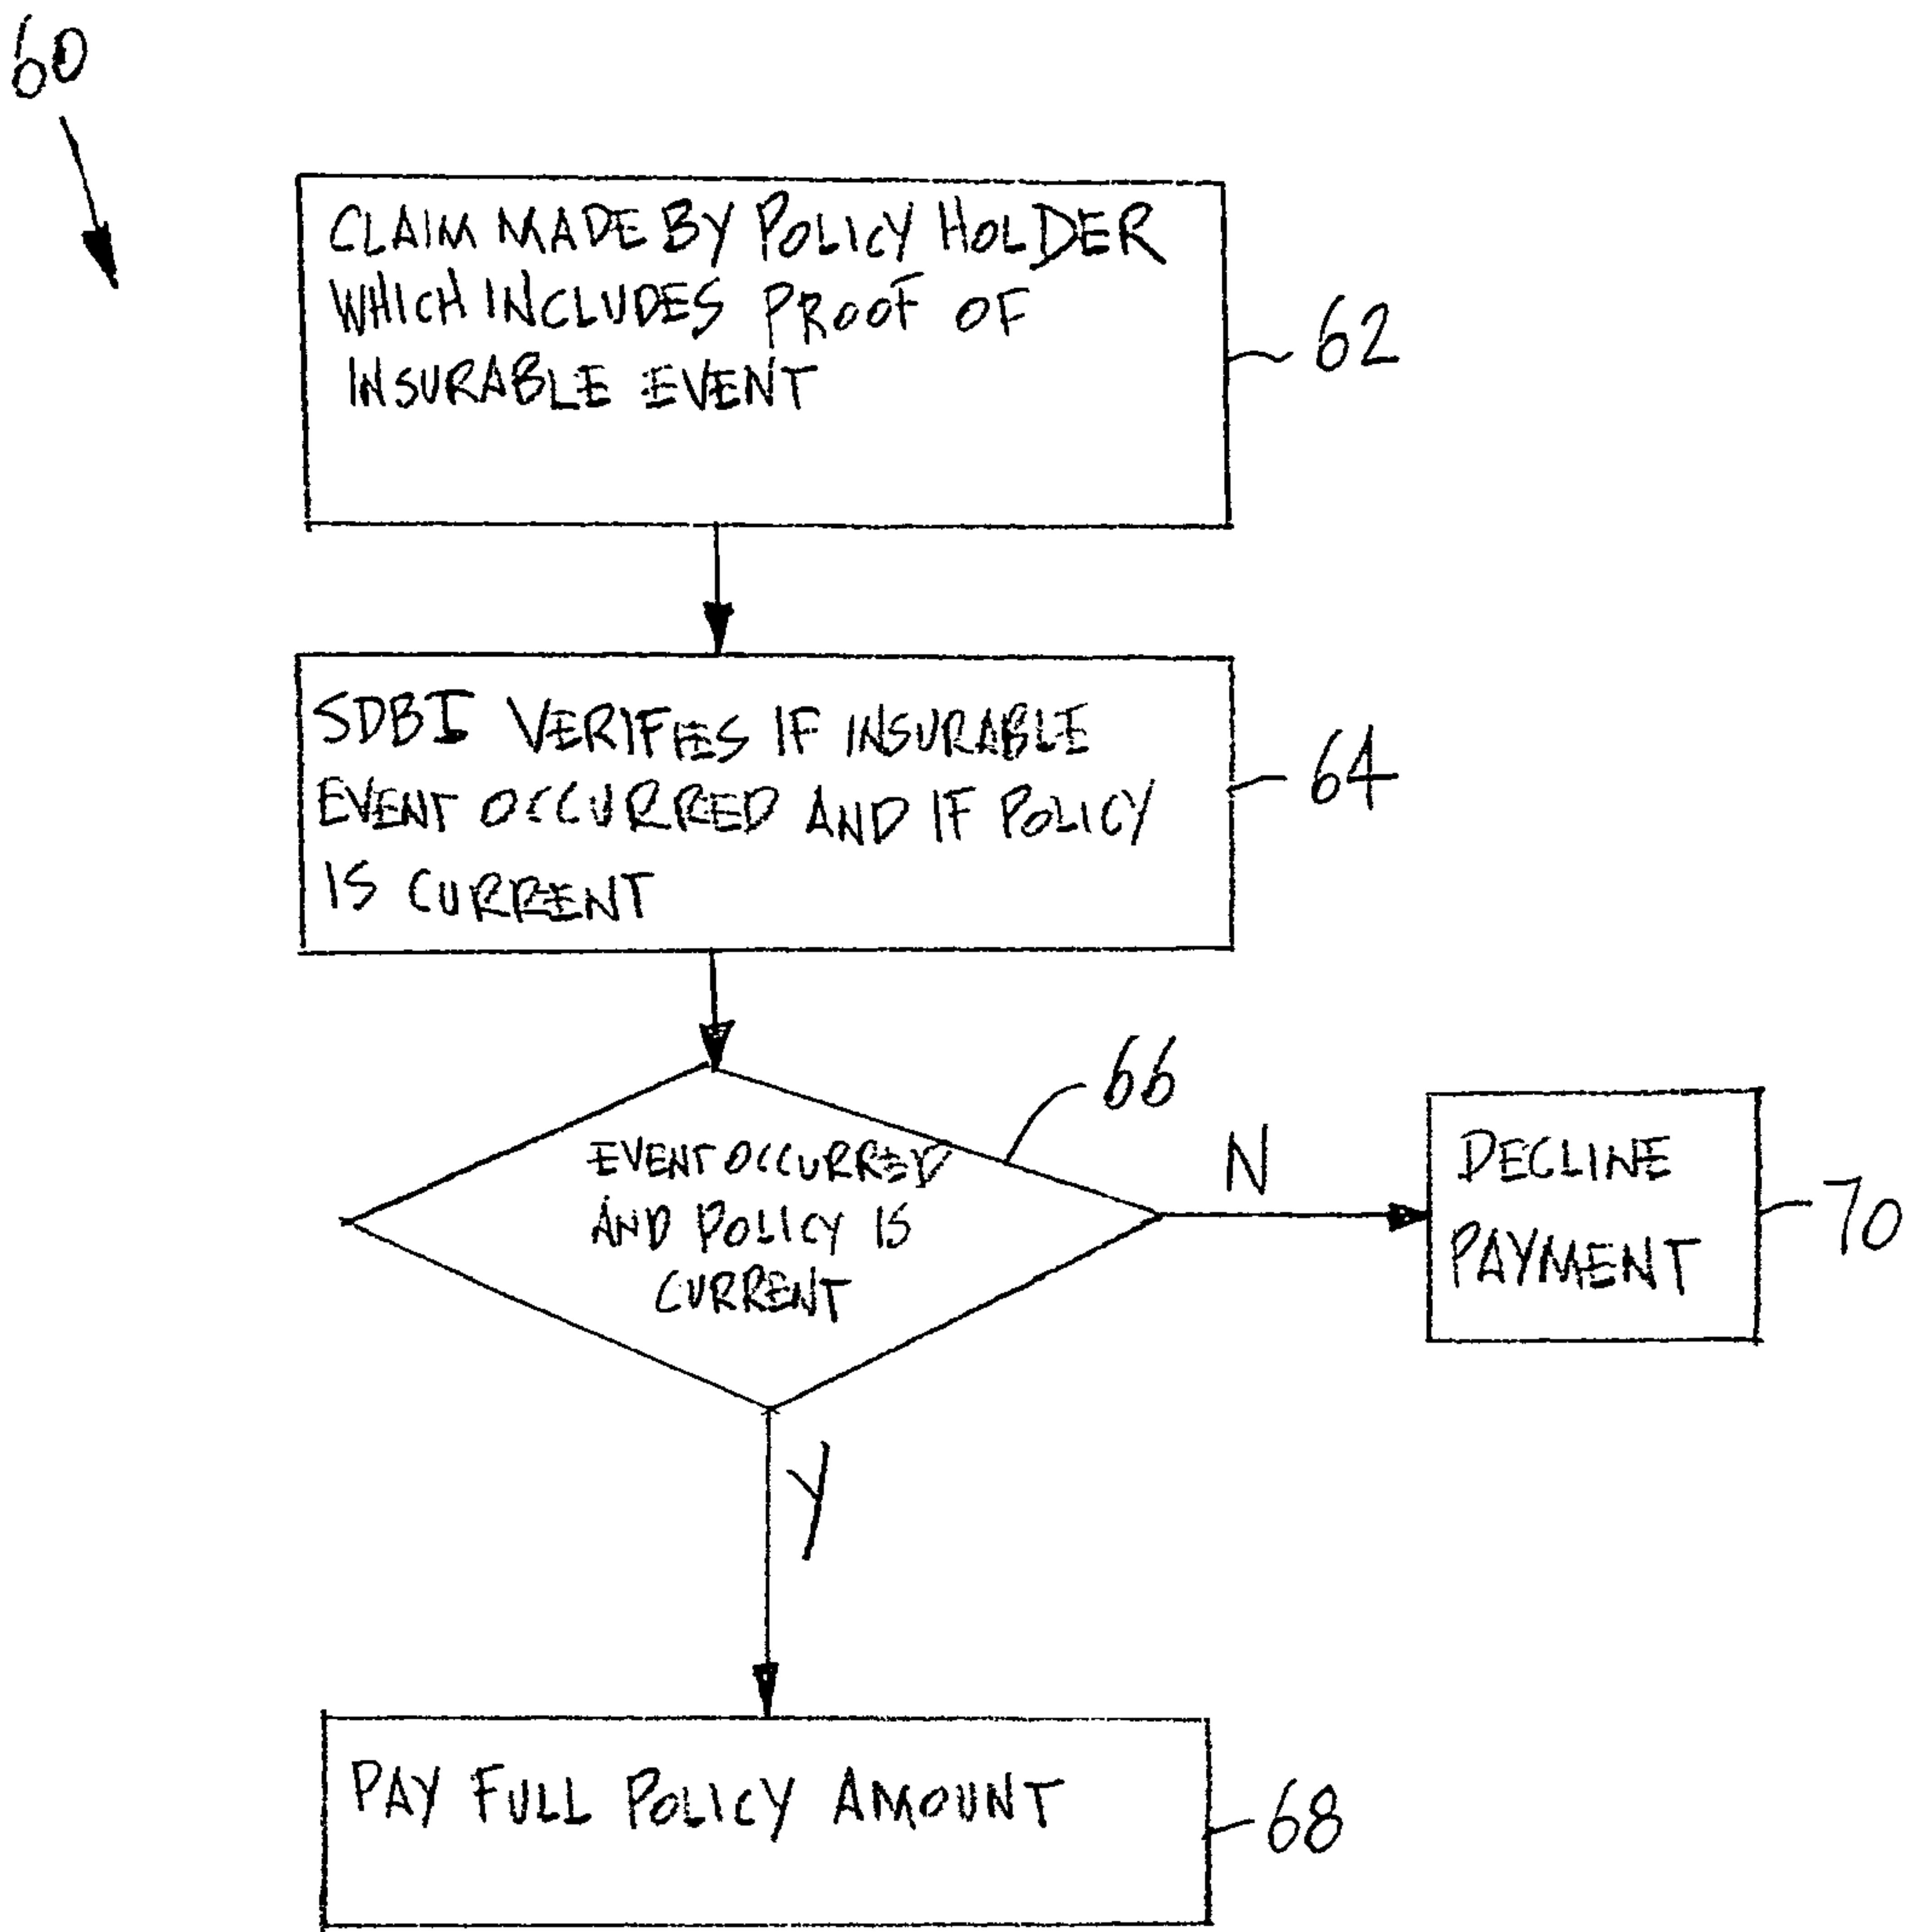 60
CLAIM MADE BY POLICY HOLDER
WHICH INCLUDES PROOF OF
INSURABLE EVENT
62
SDBI VERIFIES IF INSURABLE
EVENT OCCURRED AND IF POLICY
IS CURRENT
64
66
EVENT OCCURRED
AND POLICY IS
CURRENT
N
DECLINE
PAYMENT
70
Y
PAY FULL POLICY AMOUNT
68